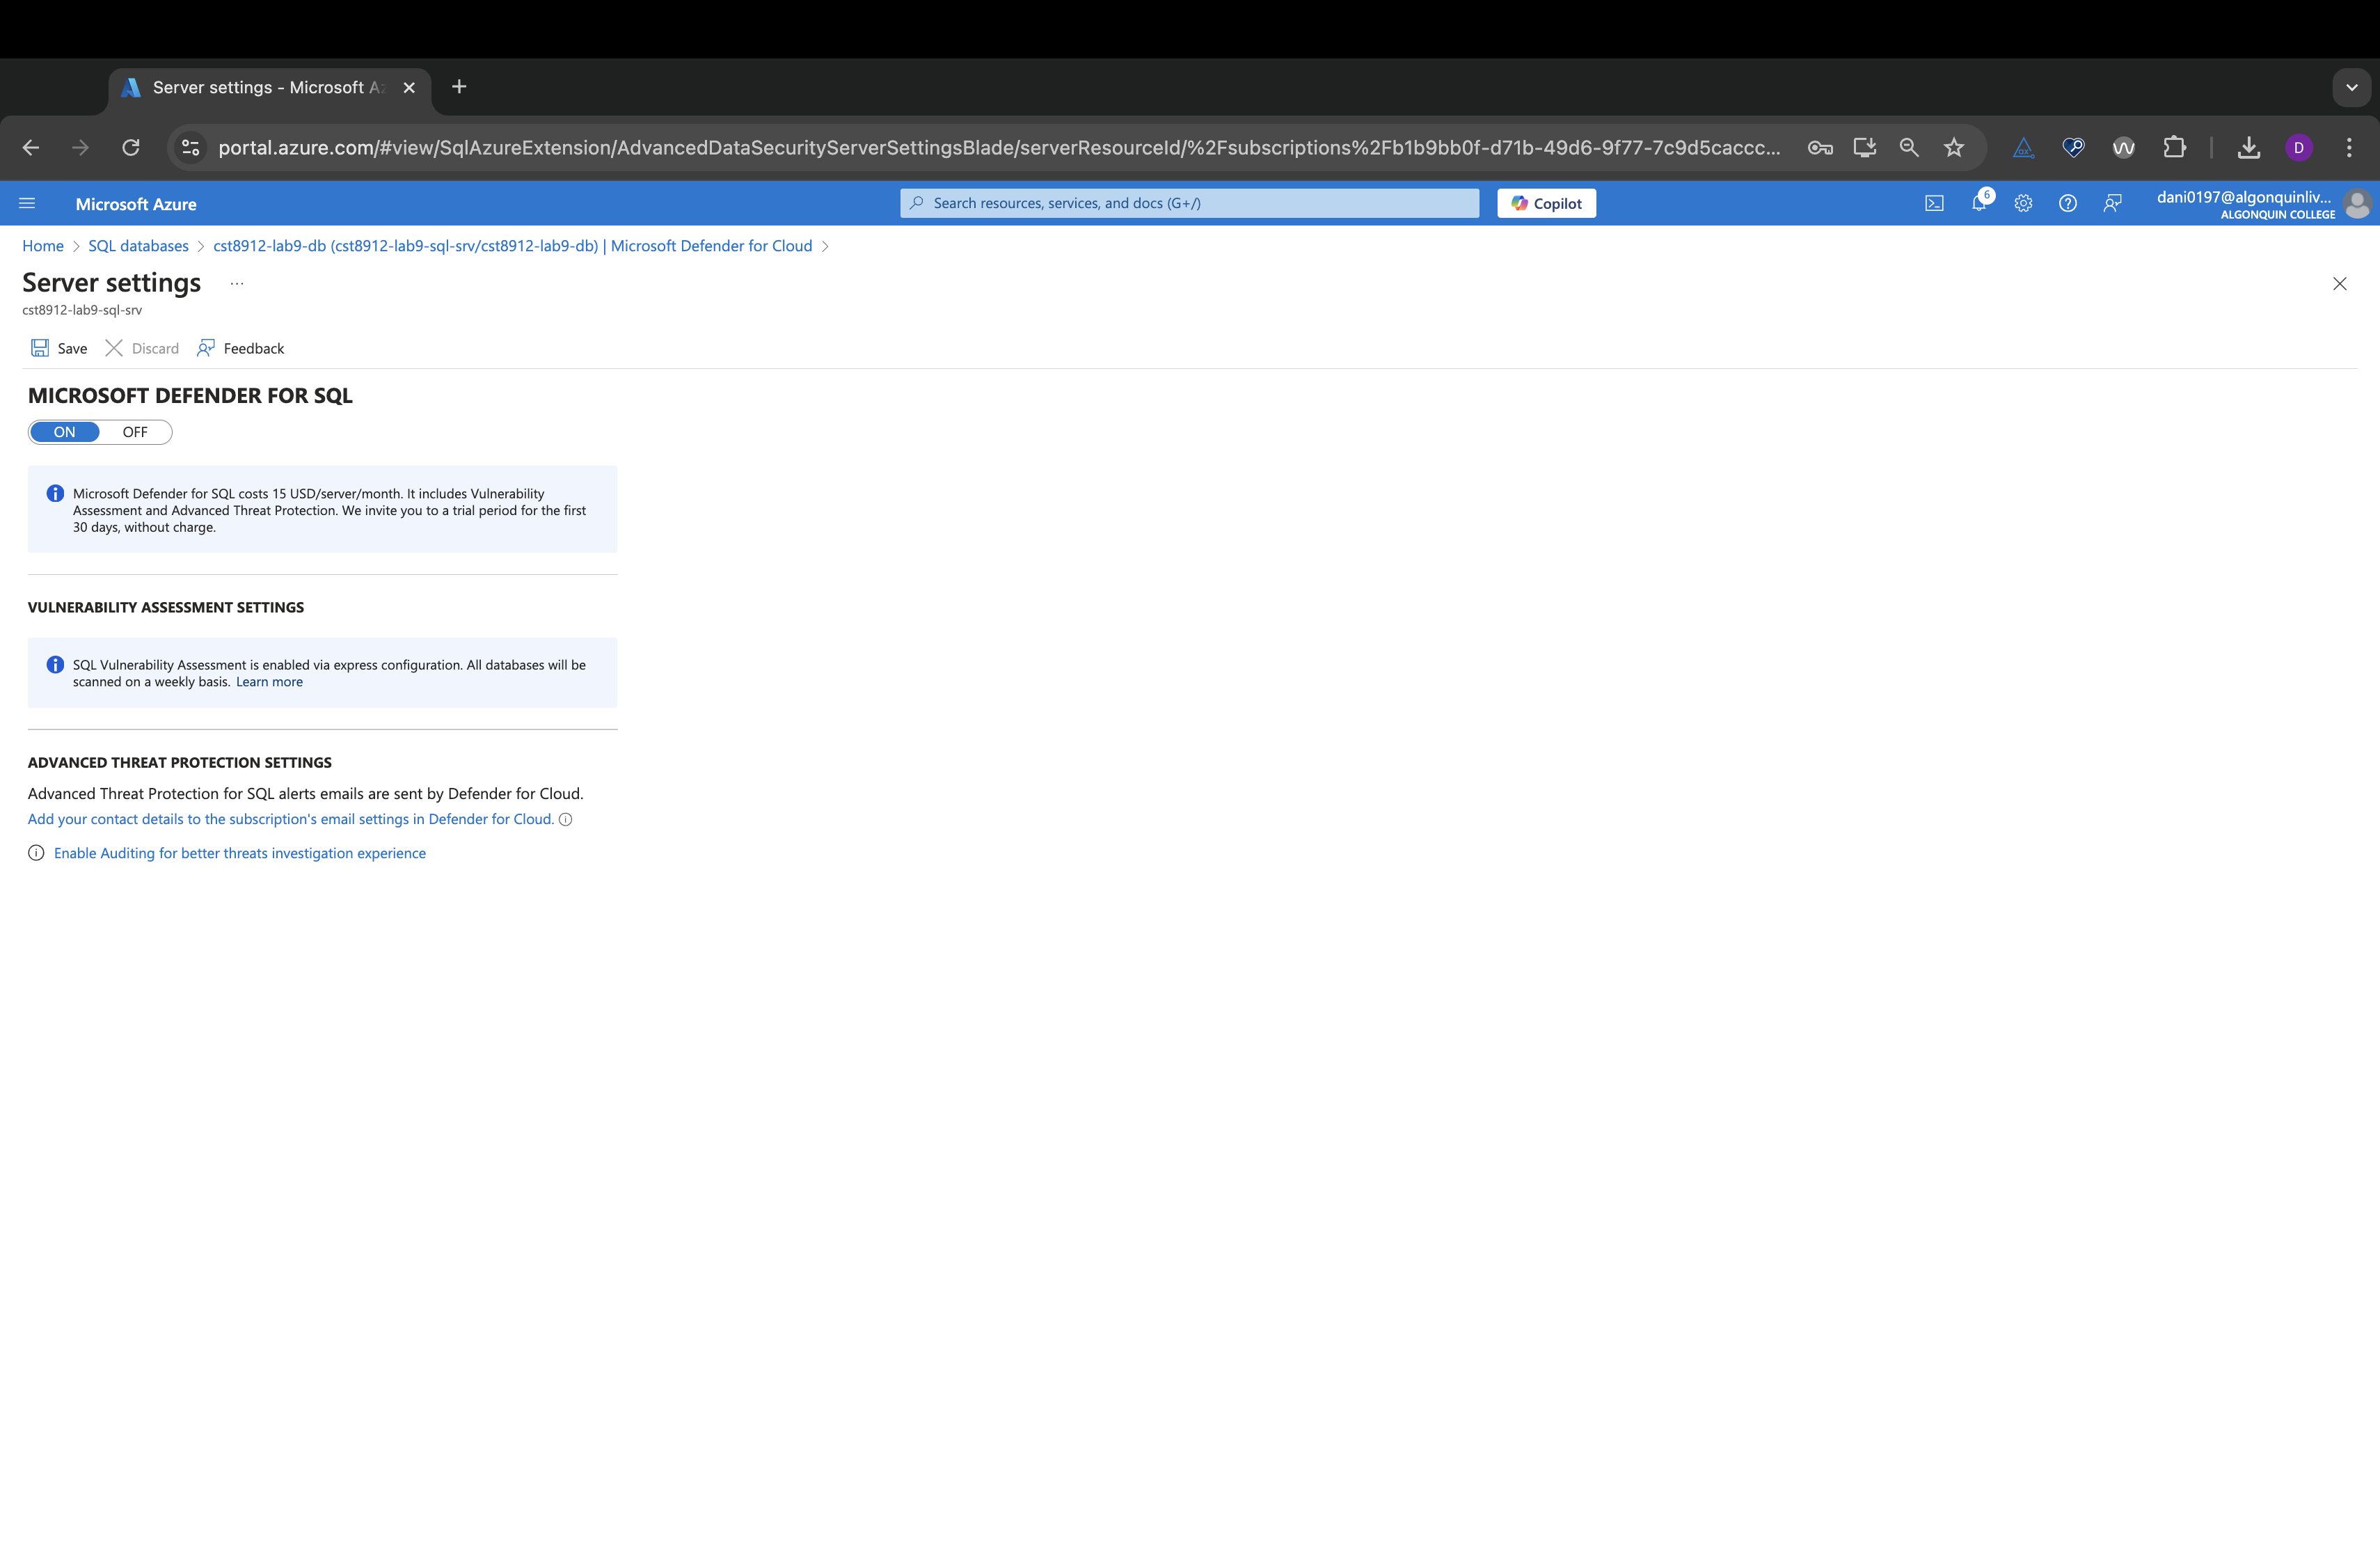 Server settings - Microsoft Az
portal.azure.com/#view/SqlAzureExtension/AdvancedDataSecurityServerSettingsBlade/serverResourceId/%2Fsubscriptions%2Fb1b9bb0f-d71b-49d6-9f77-7c9d5caccc...
D
Microsoft Azure
Search resources, services, and docs (G+/)
Copilot
6
dani0197@algonquinliv...
ALGONQUIN COLLEGE
Home > SQL databases > cst8912-lab9-db (cst8912-lab9-sql-srv/cst8912-lab9-db) | Microsoft Defender for Cloud >
Server settings ...
cst8912-lab9-sql-srv
Save Discard Feedback
MICROSOFT DEFENDER FOR SQL
ON OFF
Microsoft Defender for SQL costs 15 USD/server/month. It includes Vulnerability
Assessment and Advanced Threat Protection. We invite you to a trial period for the first
30 days, without charge.
VULNERABILITY ASSESSMENT SETTINGS
SQL Vulnerability Assessment is enabled via express configuration. All databases will be
scanned on a weekly basis. Learn more
ADVANCED THREAT PROTECTION SETTINGS
Advanced Threat Protection for SQL alerts emails are sent by Defender for Cloud.
Add your contact details to the subscription's email settings in Defender for Cloud.
Enable Auditing for better threats investigation experience